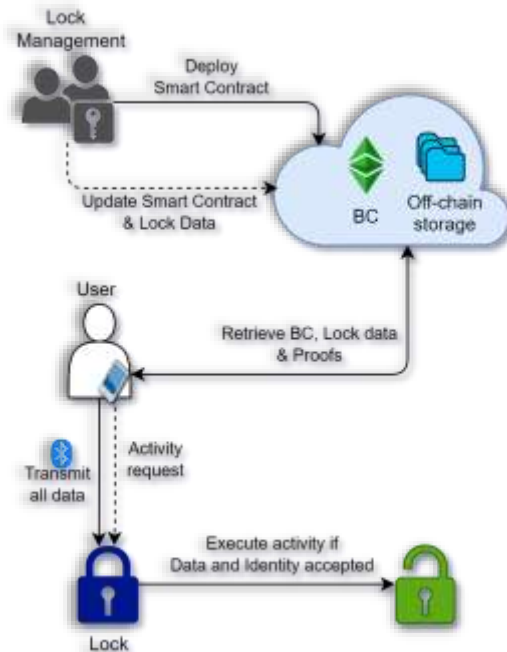 Lock
Management
Deploy
Smart Contract
Update Smart Contract
& Lock Data
BC
Off-chain
storage
User
Retrieve BC, Lock data
& Proofs
Transmit
all data
Activity
request
Execute activity if
Data and Identity accepted
Lock